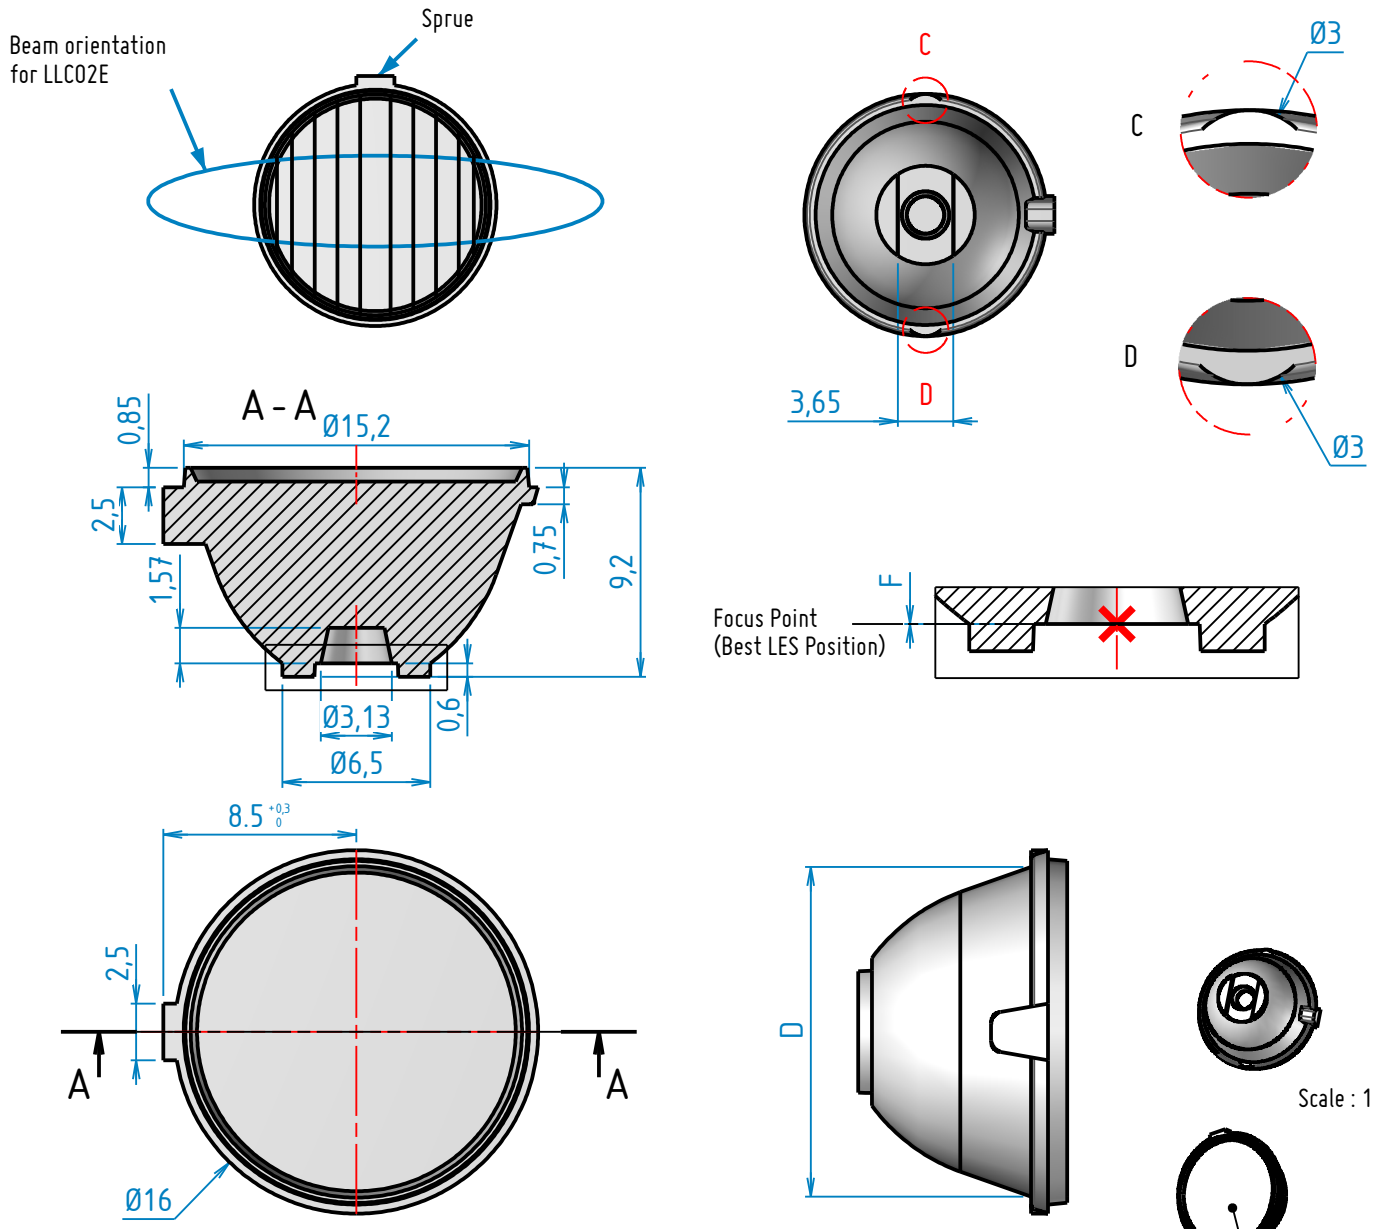 Sprue
Beam orientation
for LLC02E
C
Ø3
C
D
D
3,65
Ø3
A - A
0,85
Ø15,2
2,5
1,57
0,75
9,2
Ø3,13
0,6
Ø6,5
F
Focus Point
(Best LES Position)
8.5 +0,3
0
2,5
A
A
Ø16
D
Scale : 1